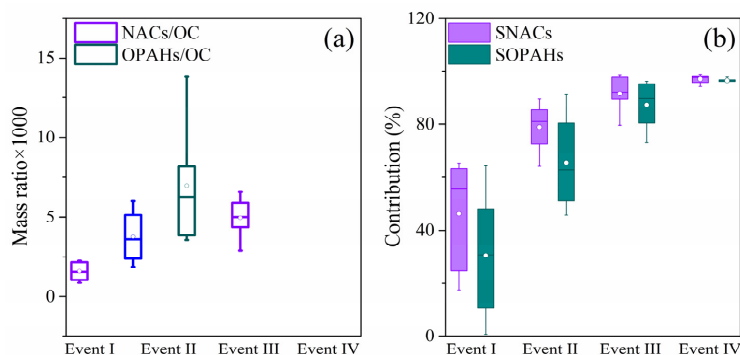 NACs/OC
OPAHs/OC
(a)
Mass ratio×1000
15
10
5
0
Event I Event II Event III Event IV
SNACs
SOPAHs
(b)
Contribution (%)
120
80
40
0
Event I Event II Event III Event IV